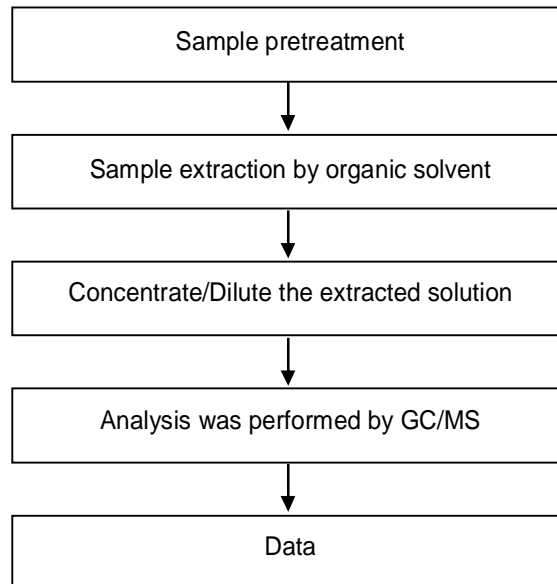 Sample pretreatment
Sample extraction by organic solvent
Concentrate/Dilute the extracted solution
Analysis was performed by GC/MS
Data